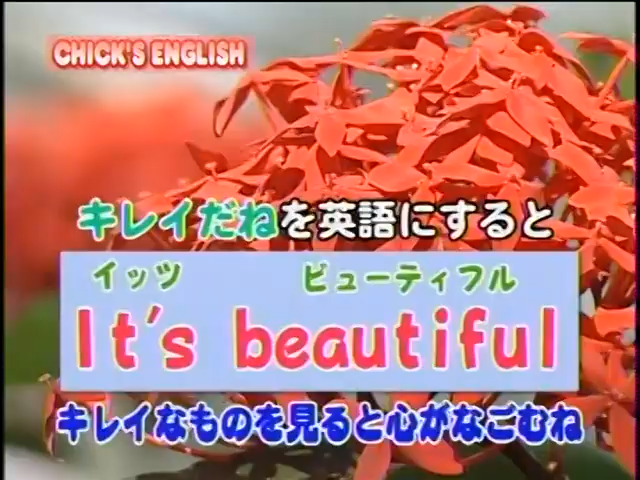 CHICK'S ENGLISH
キレイだねを英語にすると
イッツ ビューティフル
It's beautiful
キレイなものを見ると心がなごむね